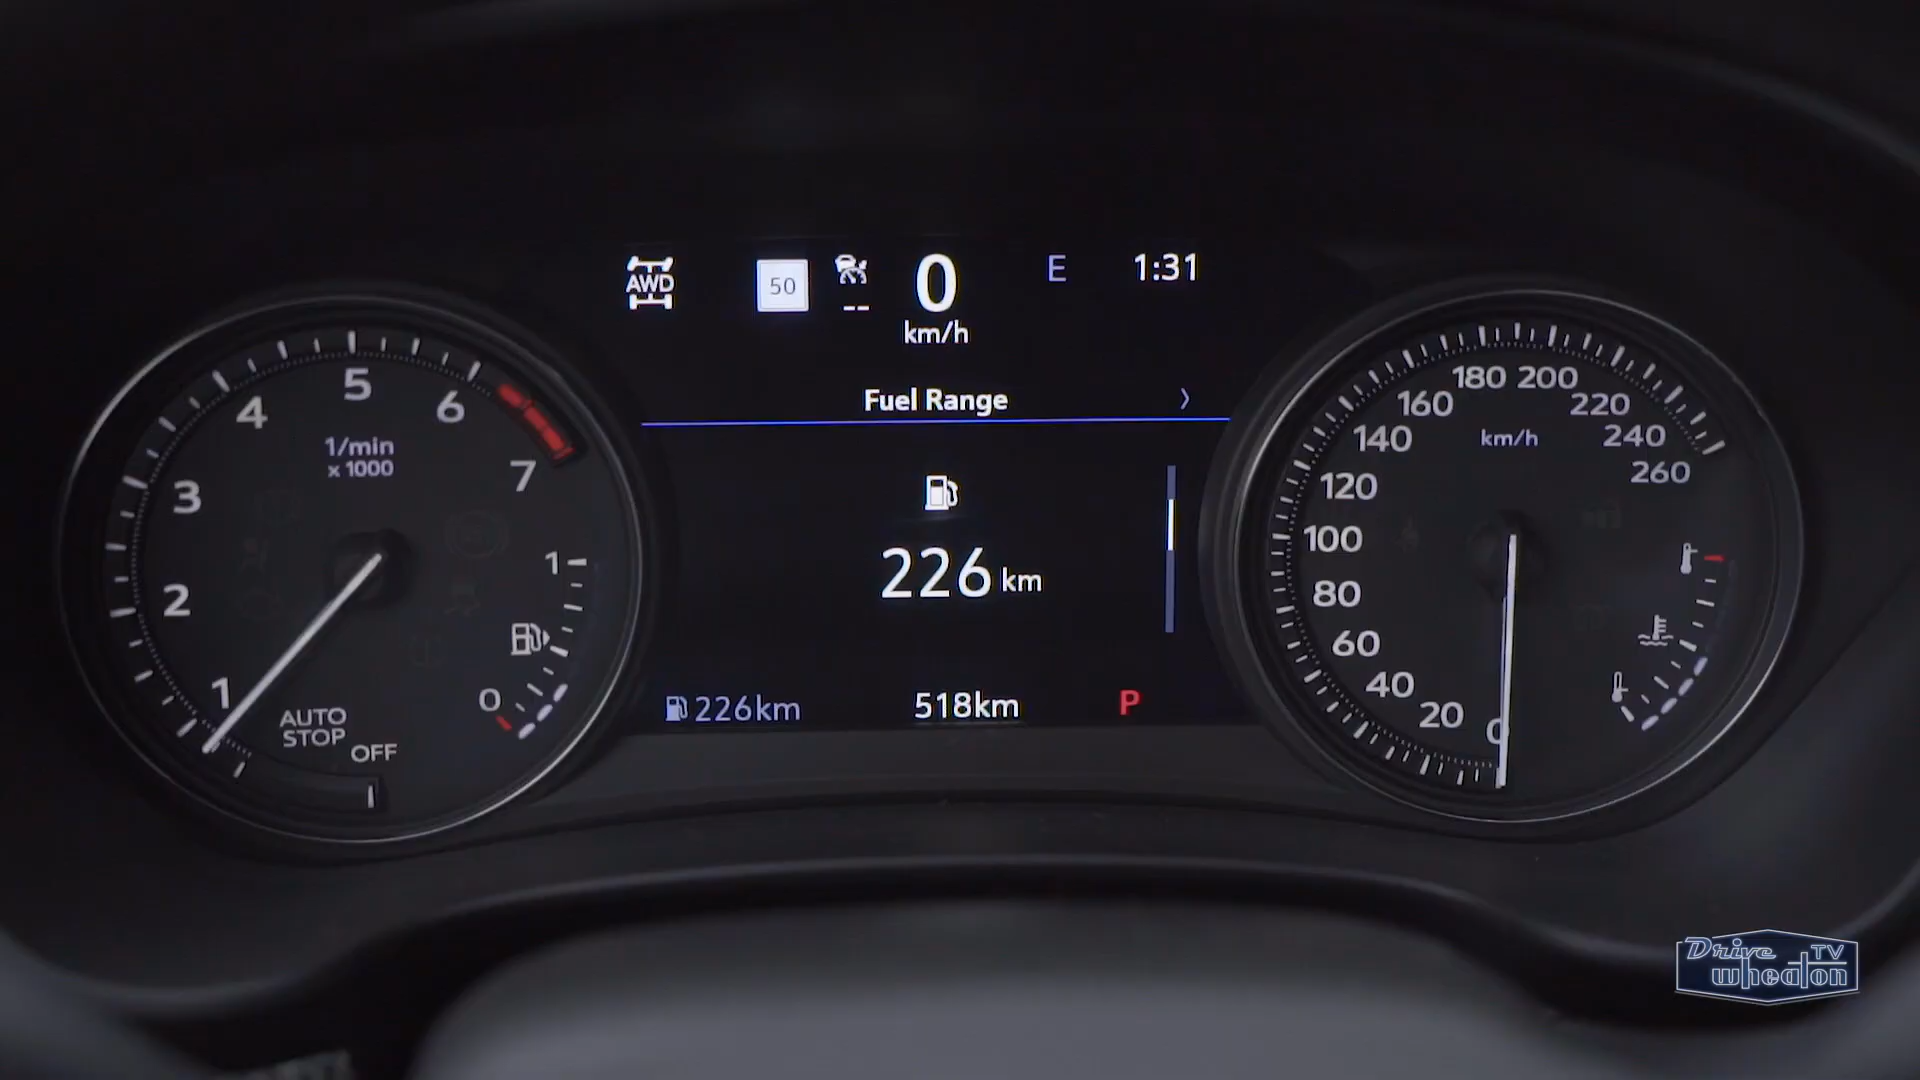 AWD
50
--
0
km/h
E
1:31
Fuel Range
226 km
226km
518km
P
1
2
3
4
5
6
7
1/min
x 1000
AUTO
STOP
OFF
1
0
0
20
40
60
80
100
120
140
160
180
200
220
240
260
km/h
Drive TV
wheaton